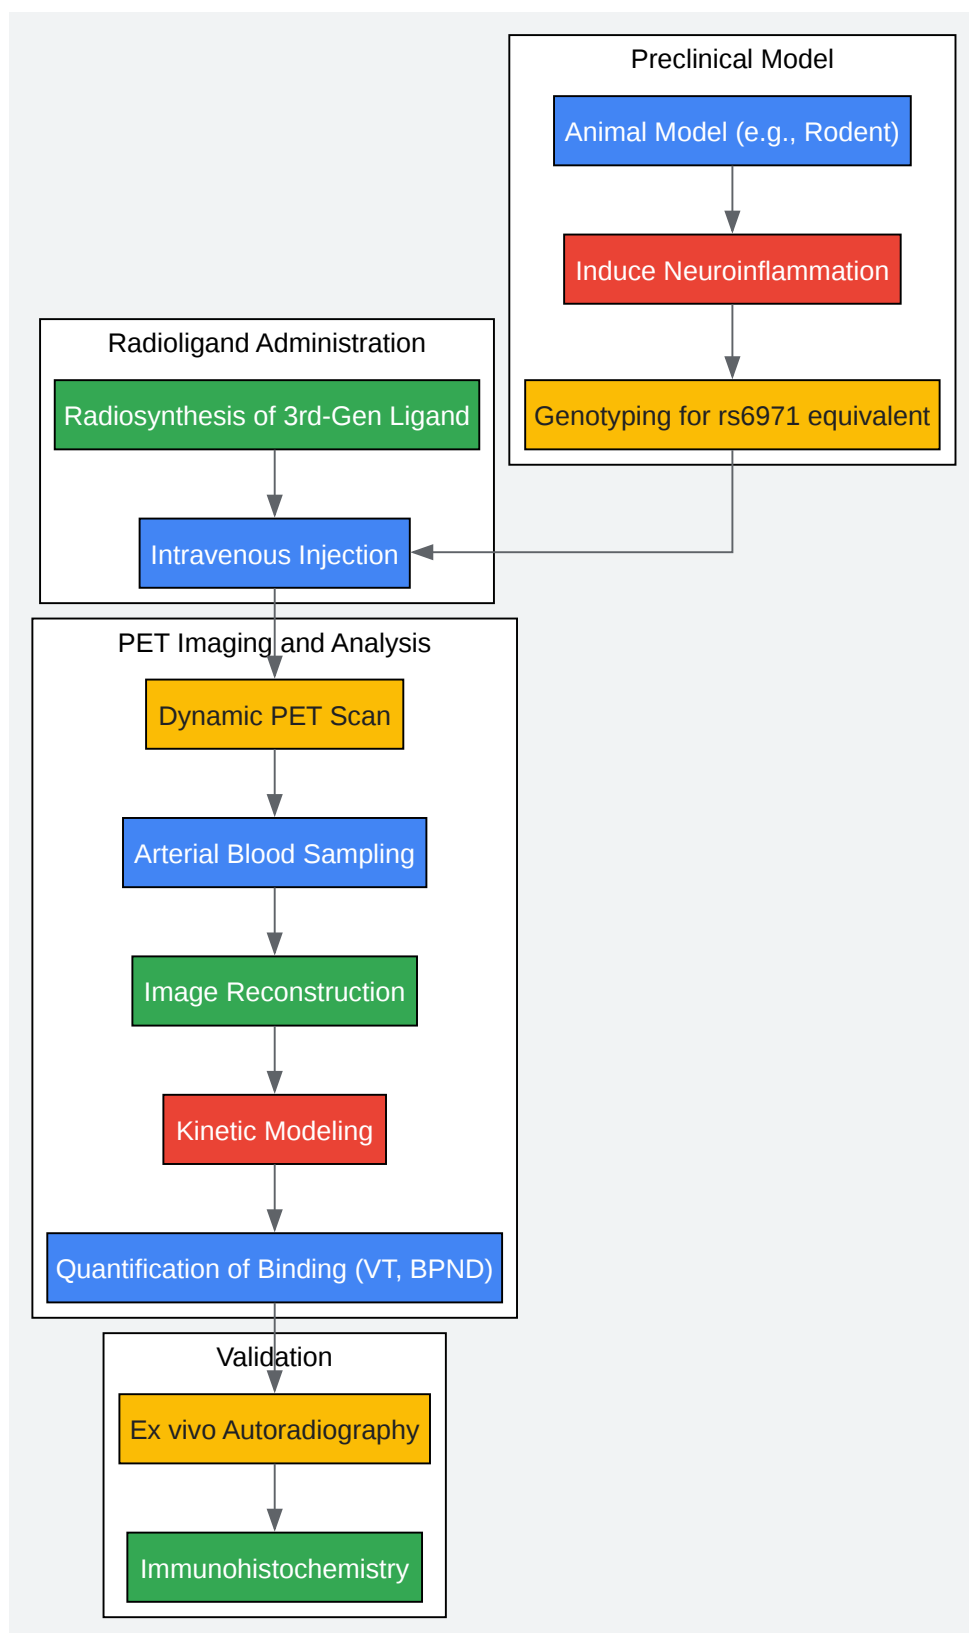 Preclinical Model
Animal Model (e.g., Rodent)
Induce Neuroinflammation
Genotyping for rs6971 equivalent
Radioligand Administration
Radiosynthesis of 3rd-Gen Ligand
Intravenous Injection
PET Imaging and Analysis
Dynamic PET Scan
Arterial Blood Sampling
Image Reconstruction
Kinetic Modeling
Quantification of Binding (VT, BPND)
Validation
Ex vivo Autoradiography
Immunohistochemistry